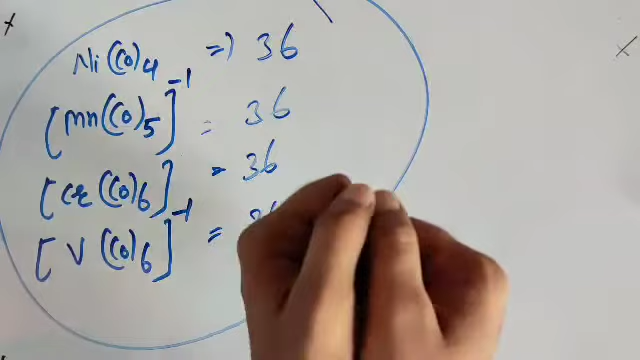 Ni(CO)4 => 36
[Mn(CO)5]-1 = 36
[Cr(CO)6] = 36
[V(CO)6]-1 =